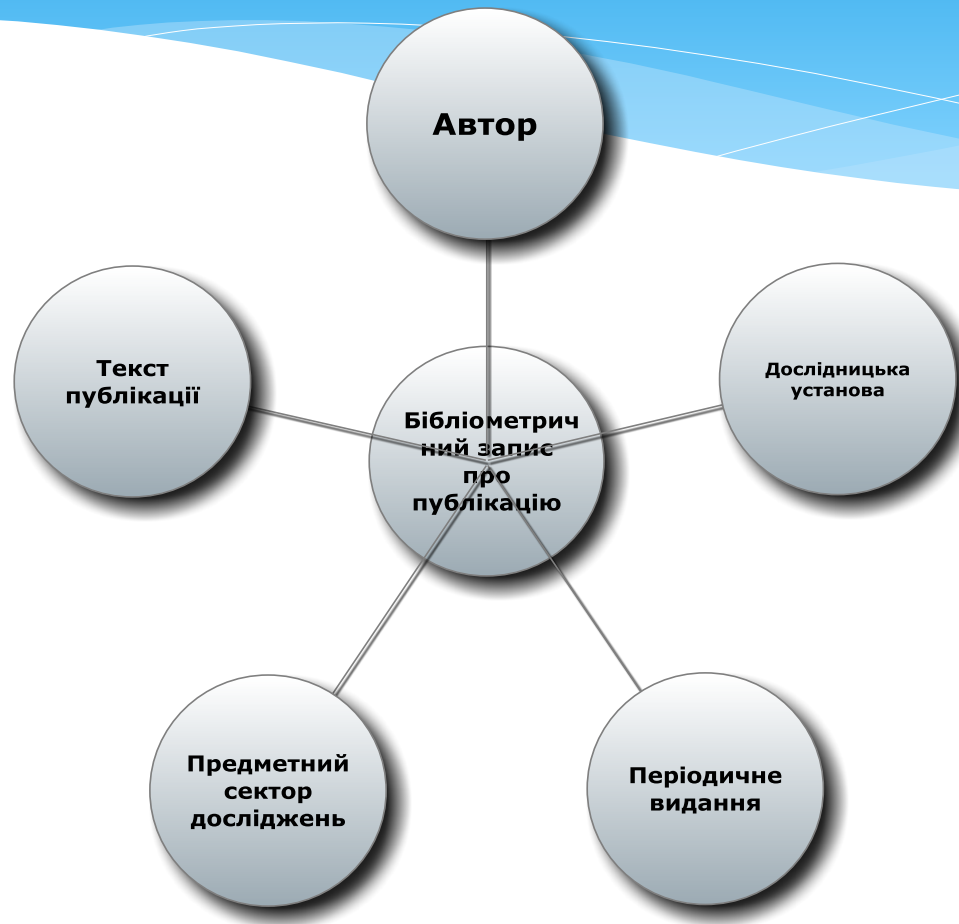 Автор
Текст
публікації
Дослідницька
установа
Бібліометрич
ний запис
про
публікацію
Предметний
сектор
досліджень
Періодичне
видання